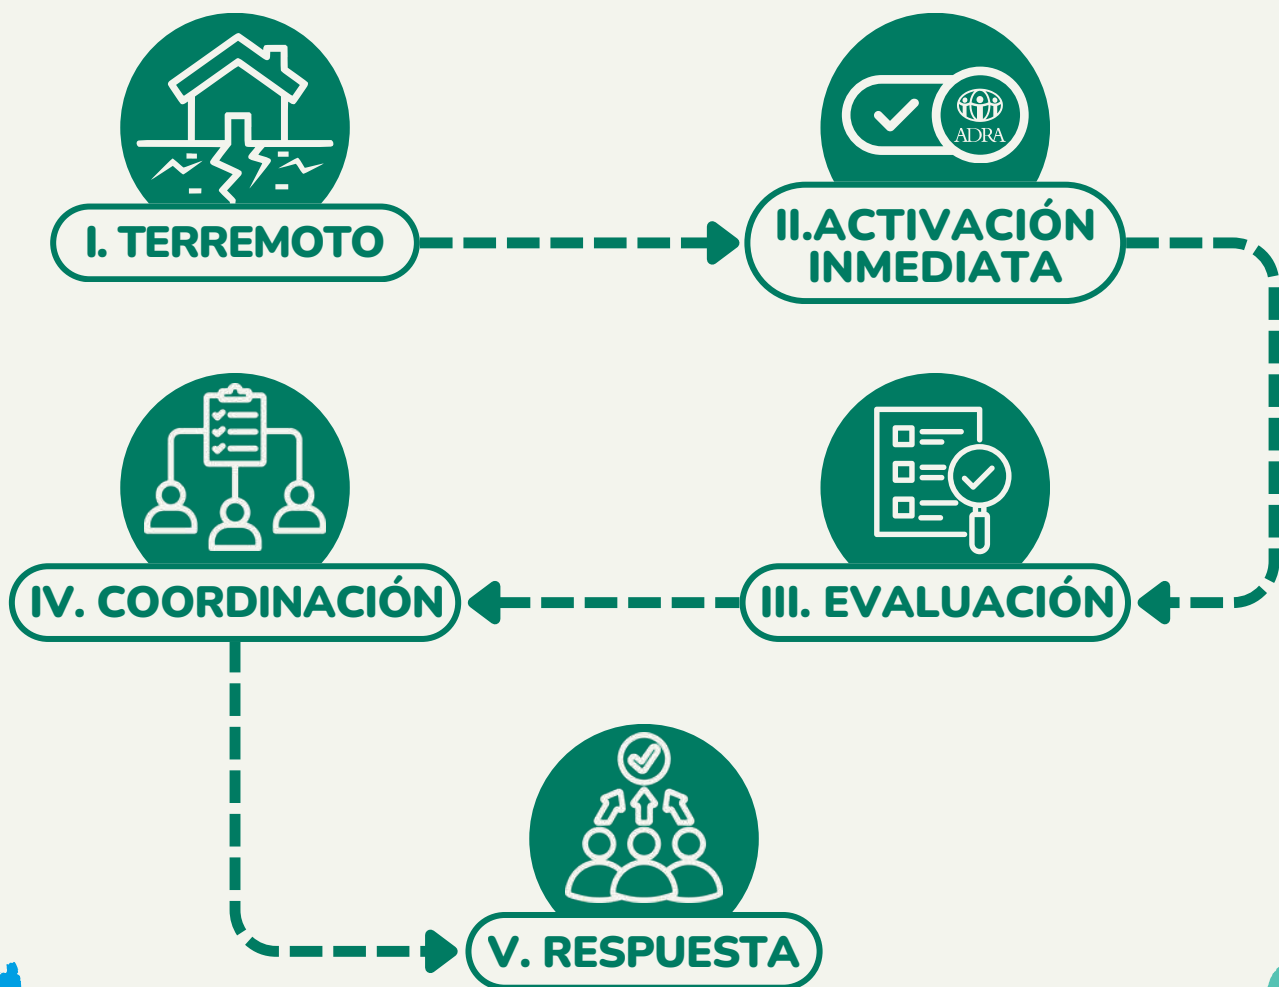 ADRA
I. TERREMOTO
II.ACTIVACIÓN
INMEDIATA
III. EVALUACIÓN
IV. COORDINACIÓN
V. RESPUESTA